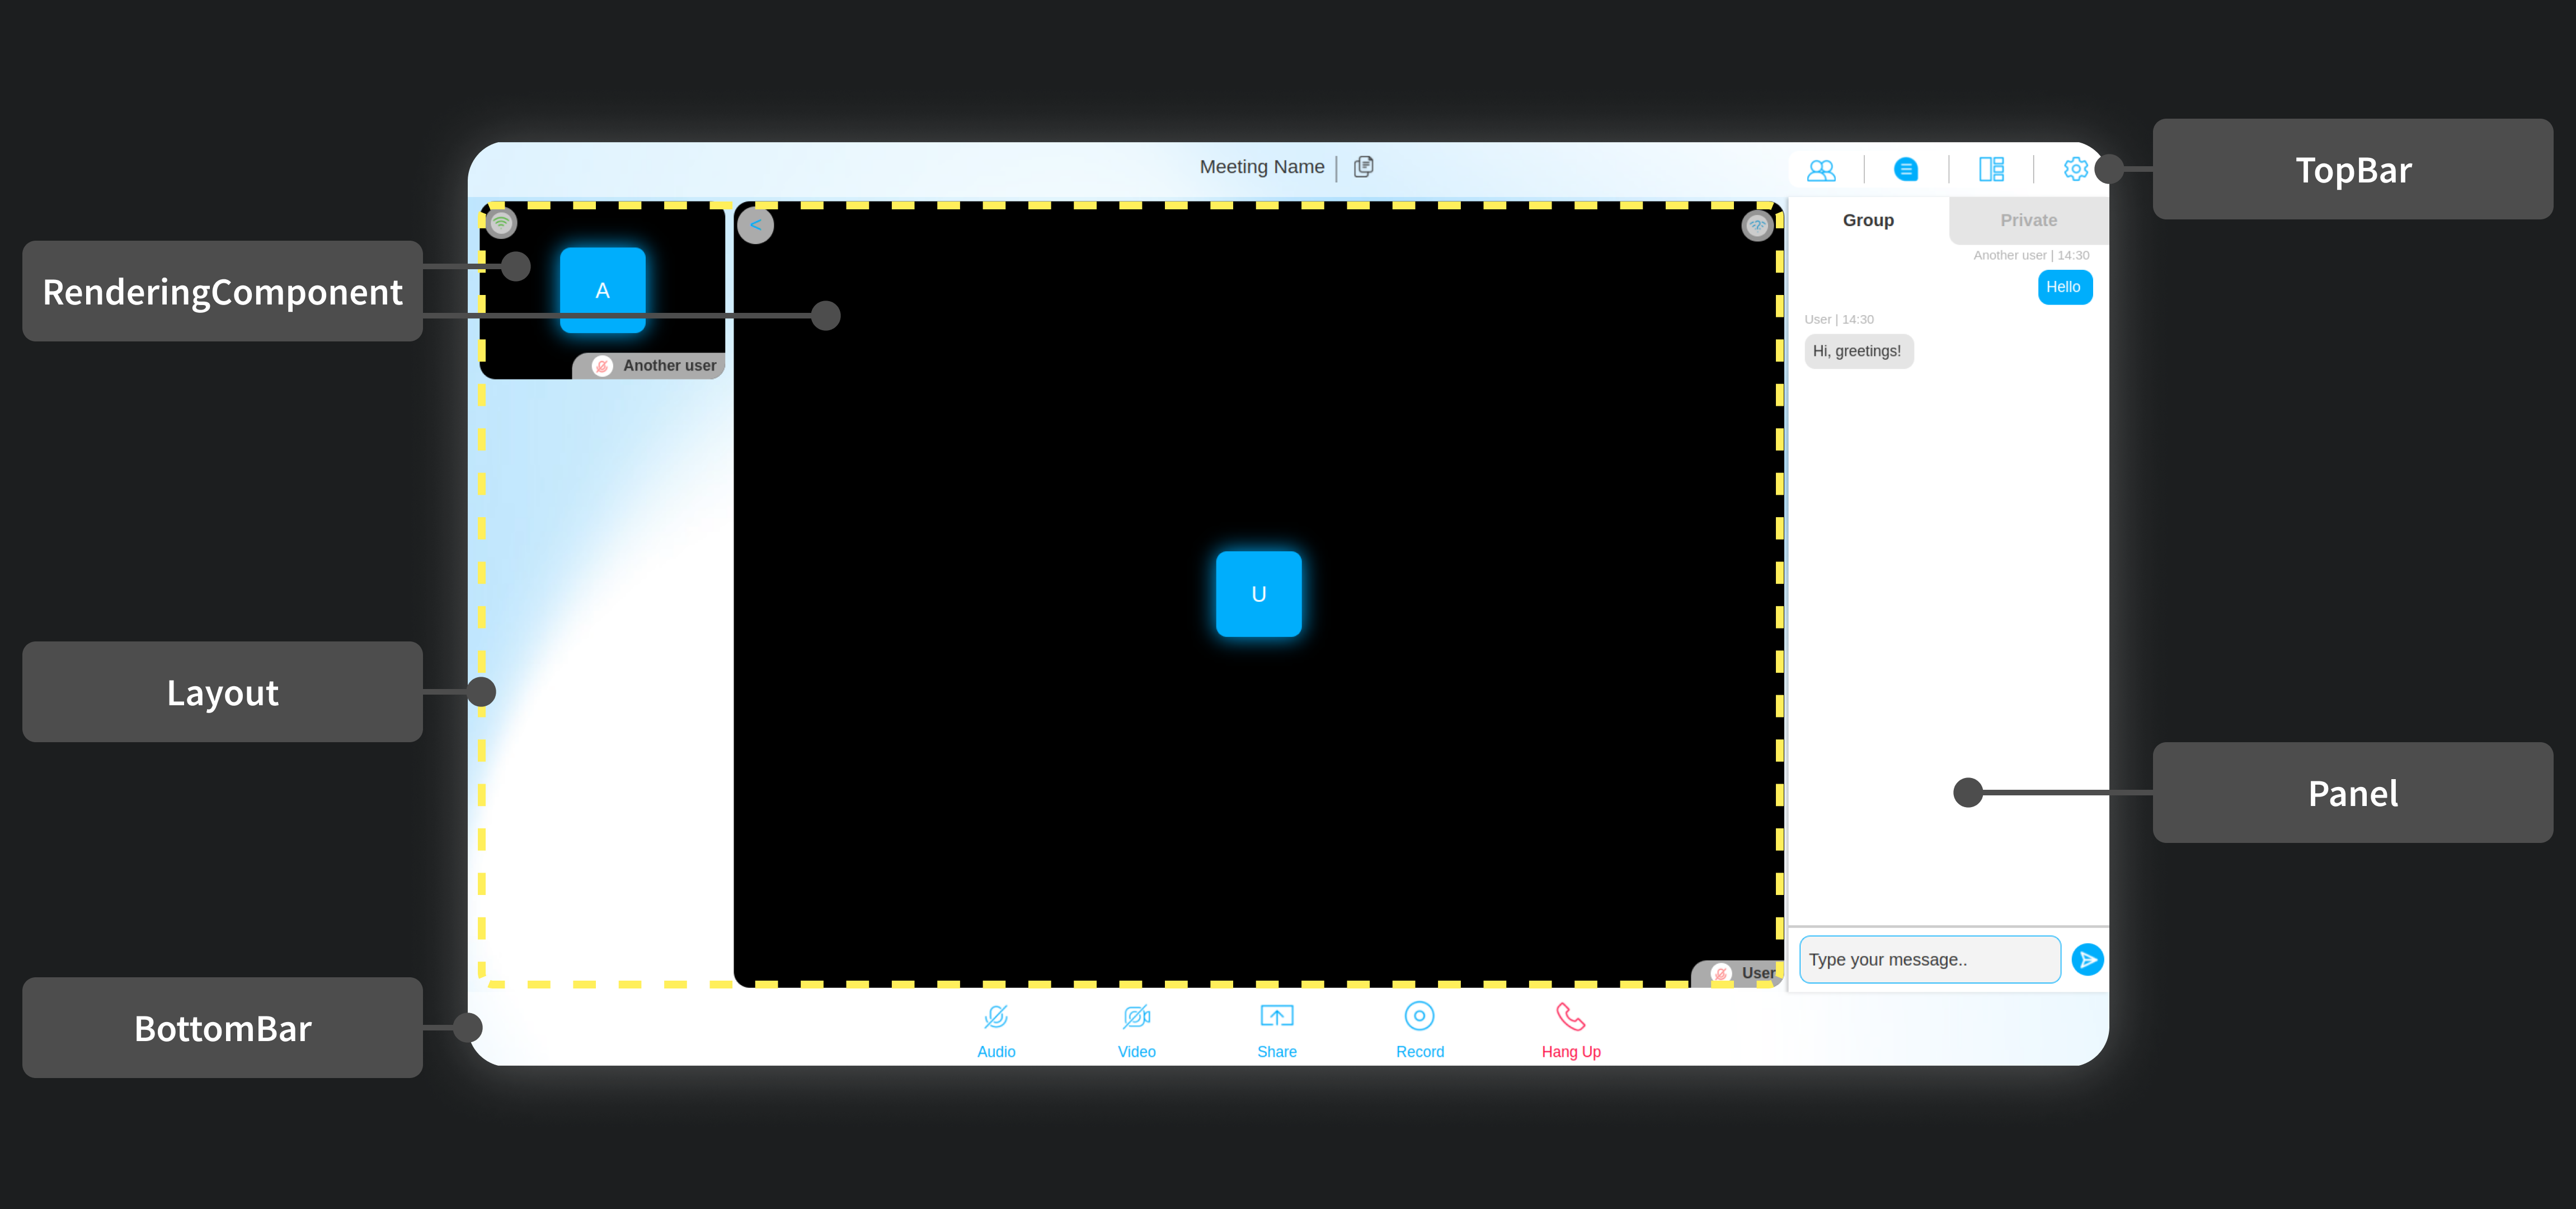 Meeting Name
TopBar
RenderingComponent
A
Another user
<
Group
Private
Another user | 14:30
Hello
User | 14:30
Hi, greetings!
U
Layout
Panel
User
Type your message..
BottomBar
Audio
Video
Share
Record
Hang Up